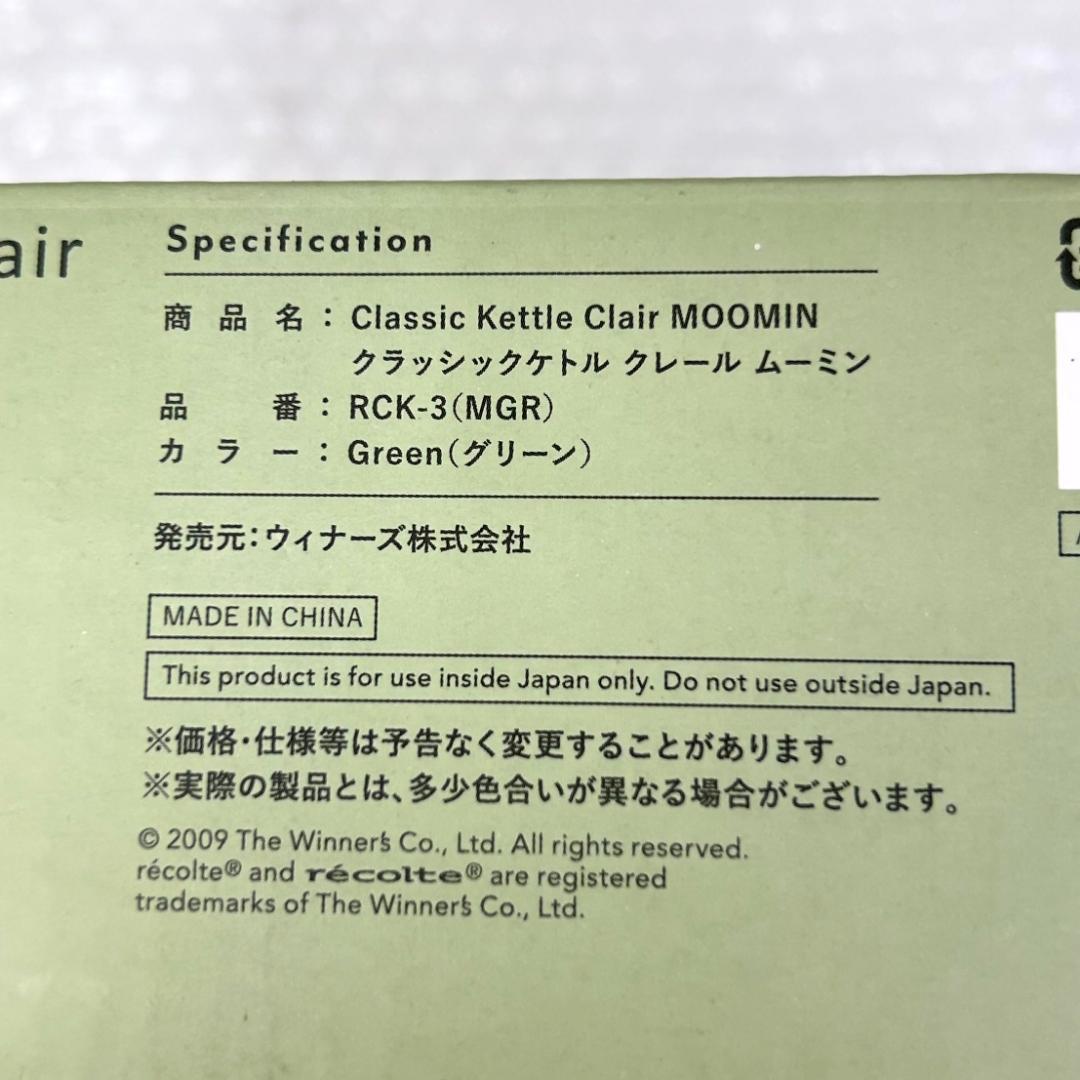 air
Specification
商品名：Classic Kettle Clair MOOMIN
クラッシックケトル クレール ムーミン
品番：RCK-3(MGR)
カラー：Green(グリーン)
発売元：ウィナーズ株式会社
MADE IN CHINA
This product is for use inside Japan only. Do not use outside Japan.
※価格・仕様等は予告なく変更することがあります。
※実際の製品とは、多少色合いが異なる場合がございます。
© 2009 The Winner's Co., Ltd. All rights reserved.
récolte® and récolte® are registered
trademarks of The Winner's Co., Ltd.